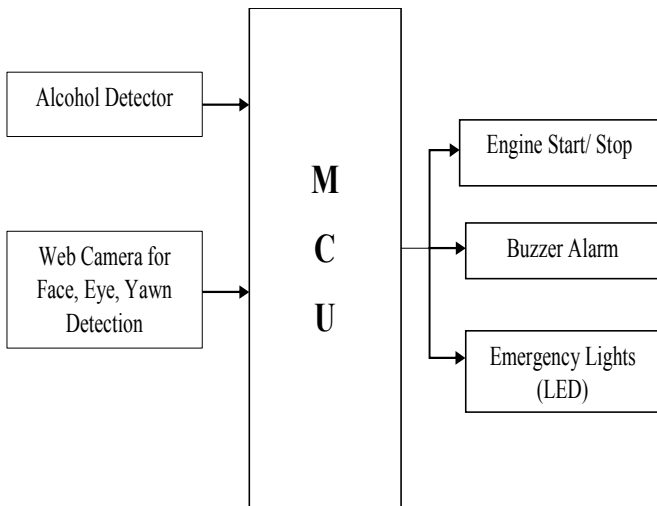 Alcohol Detector
Web Camera for
Face, Eye, Yawn
Detection
M
C
U
Engine Start/ Stop
Buzzer Alarm
Emergency Lights
(LED)